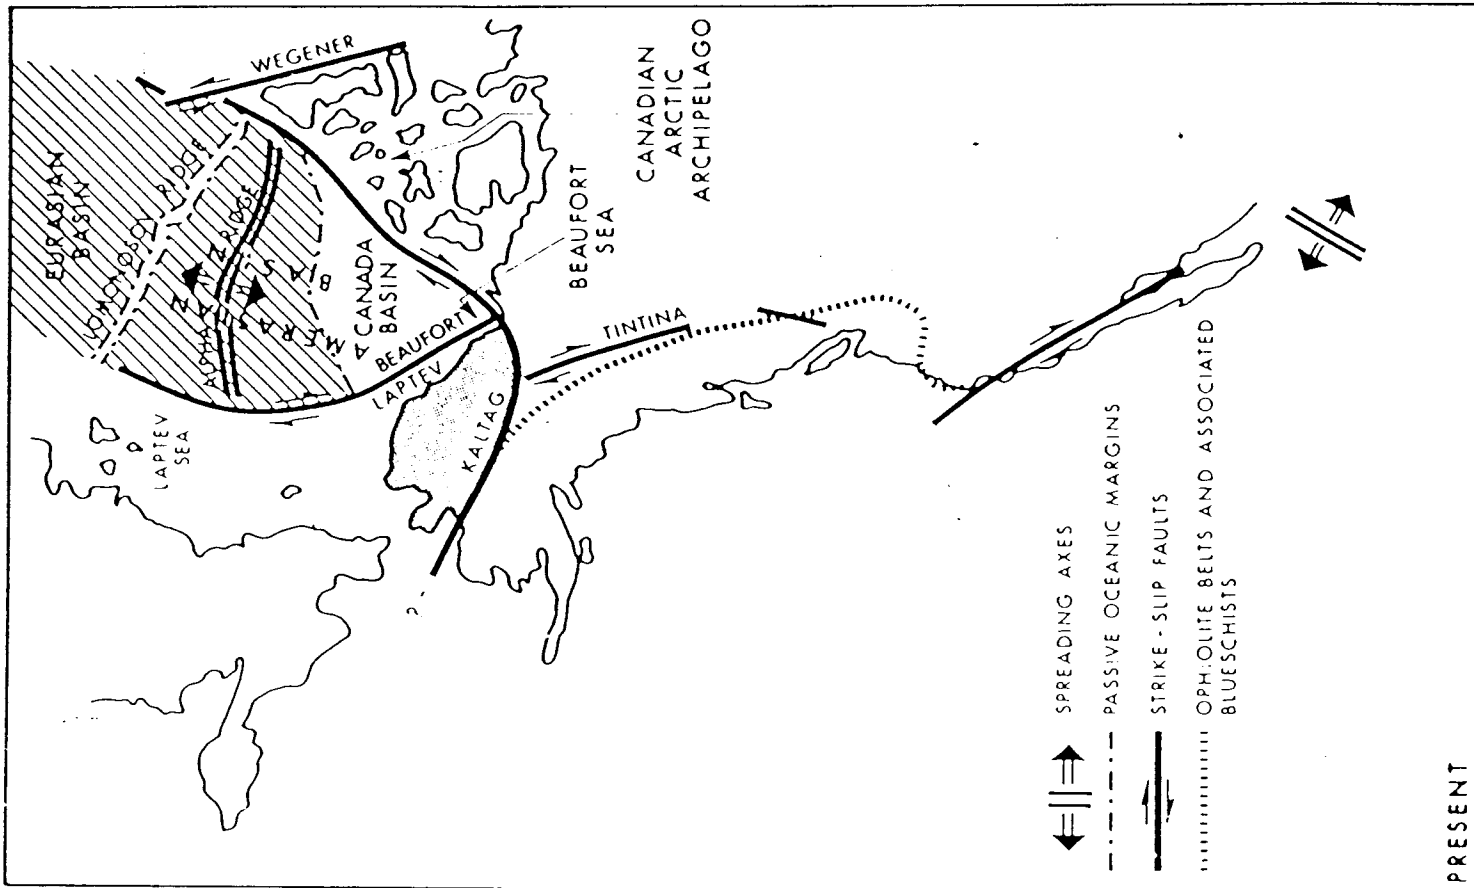 WEGENER
EURASIAN
BASIN
LOMONOSOV RIDGE
ALPHA
RIDGE
AMERASIA
BASIN
CANADA
BASIN
BEAUFORT
LAPTEV
LAPTEV
SEA
KALTAG
TINTINA
BEAUFORT
SEA
CANADIAN
ARCTIC
ARCHIPELAGO
?
SPREADING AXES
PASSIVE OCEANIC MARGINS
STRIKE-SLIP FAULTS
OPHIOLITE BELTS AND ASSOCIATED
BLUESCHISTS
PRESENT